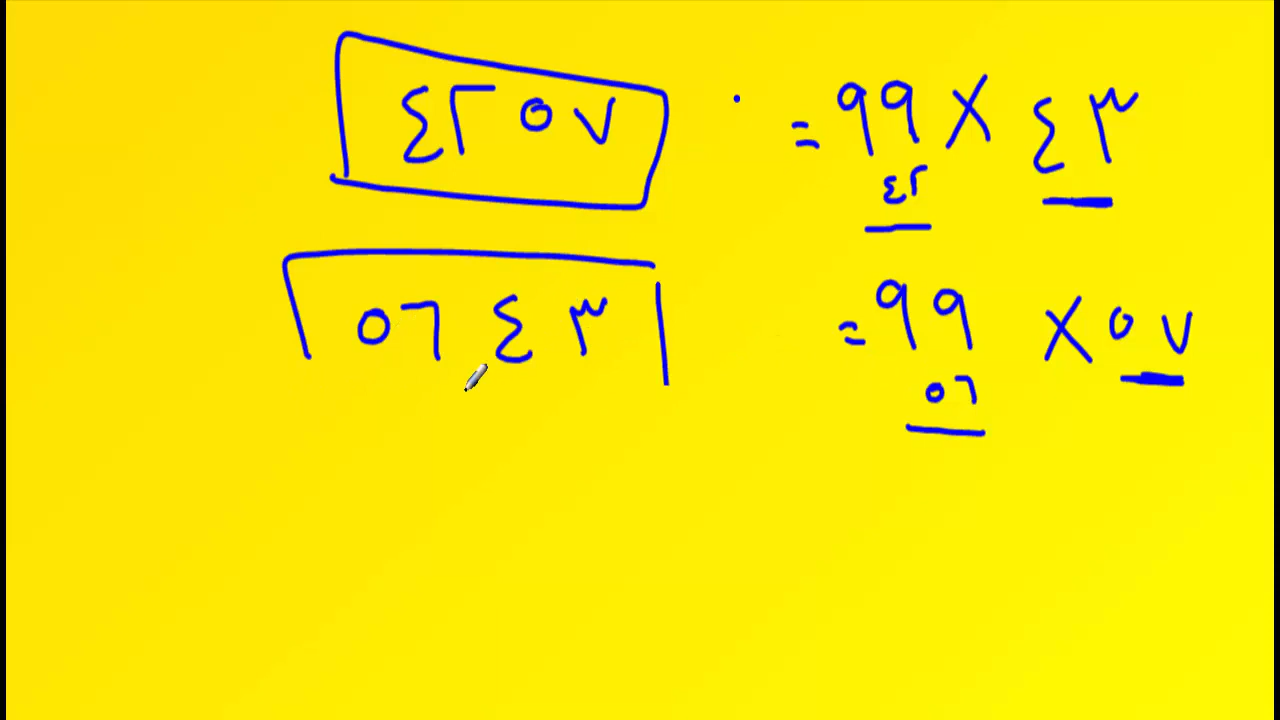 ٤٣ × ٩٩ = ٤٢٥٧
٤٢
٥٧ × ٩٩ = ٥٦٤٣
٥٦